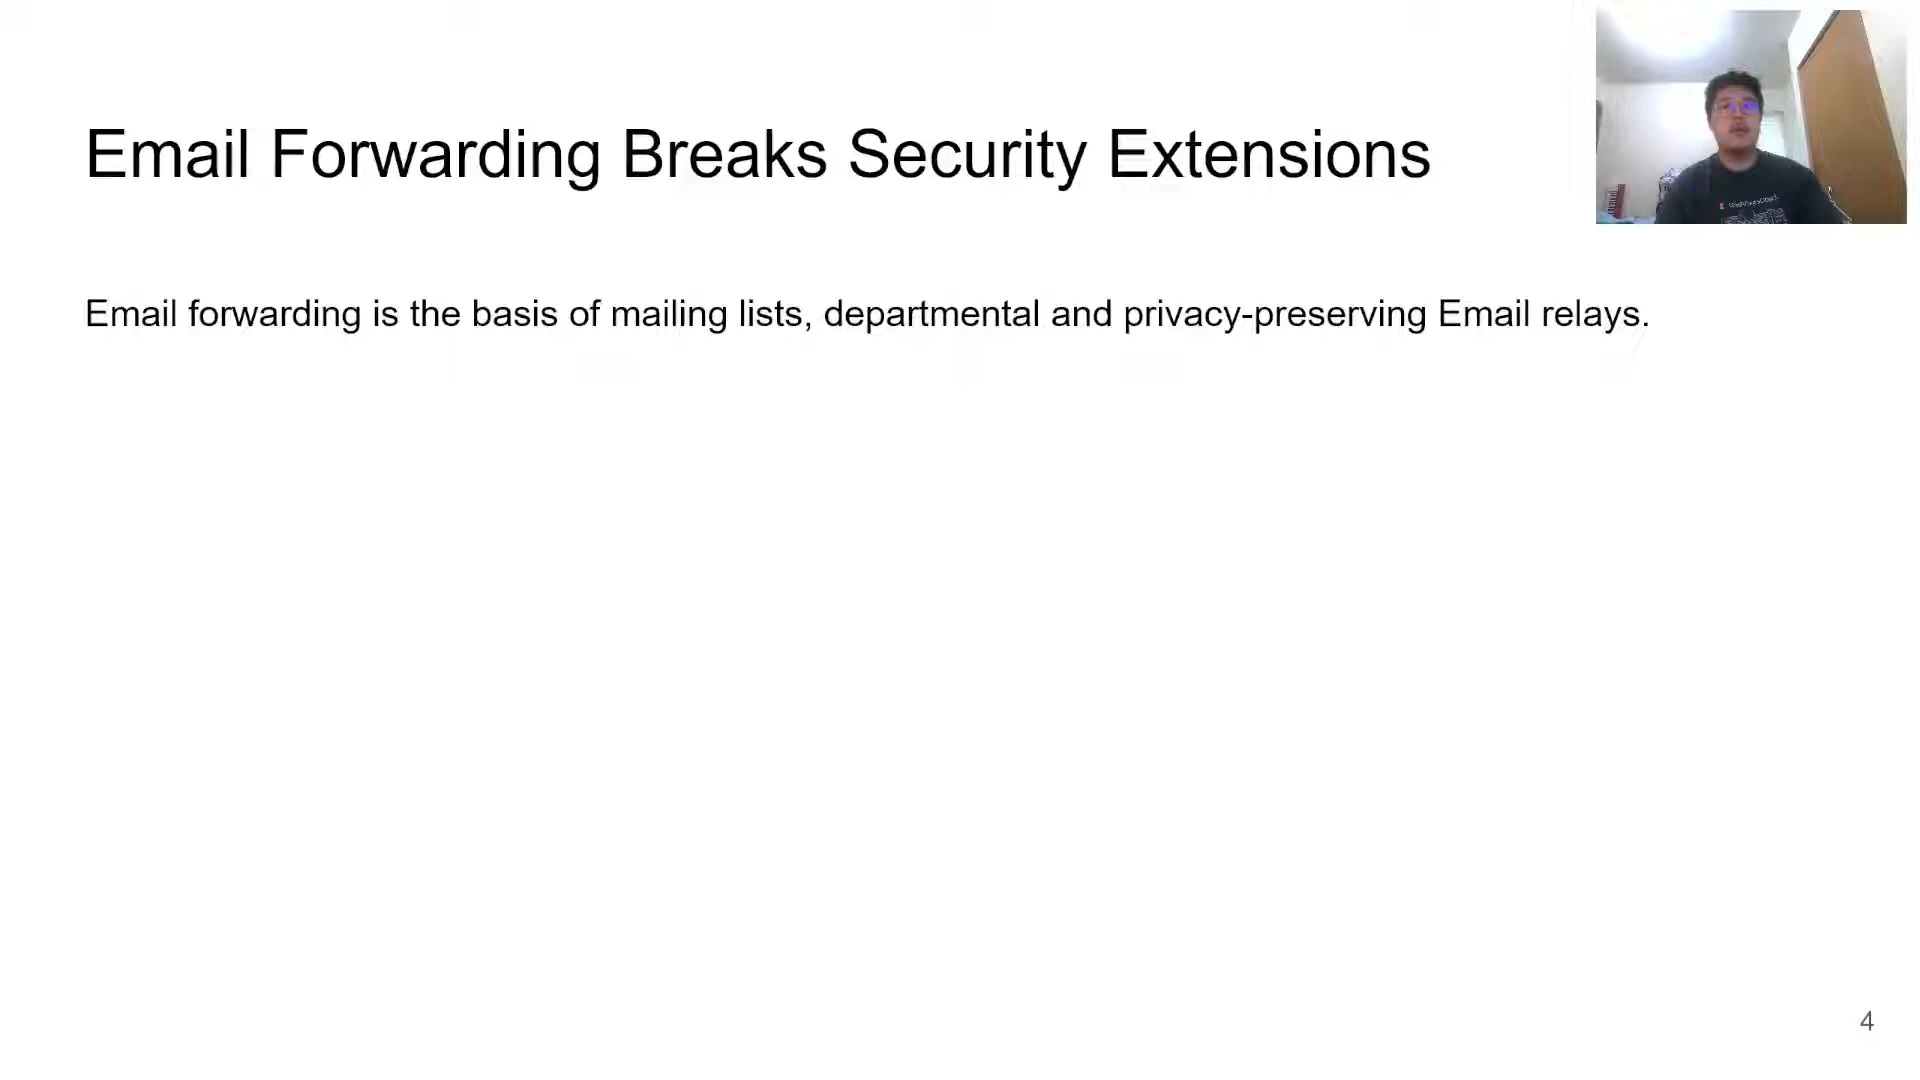 Email Forwarding Breaks Security Extensions
Email forwarding is the basis of mailing lists, departmental and privacy-preserving Email relays.
4